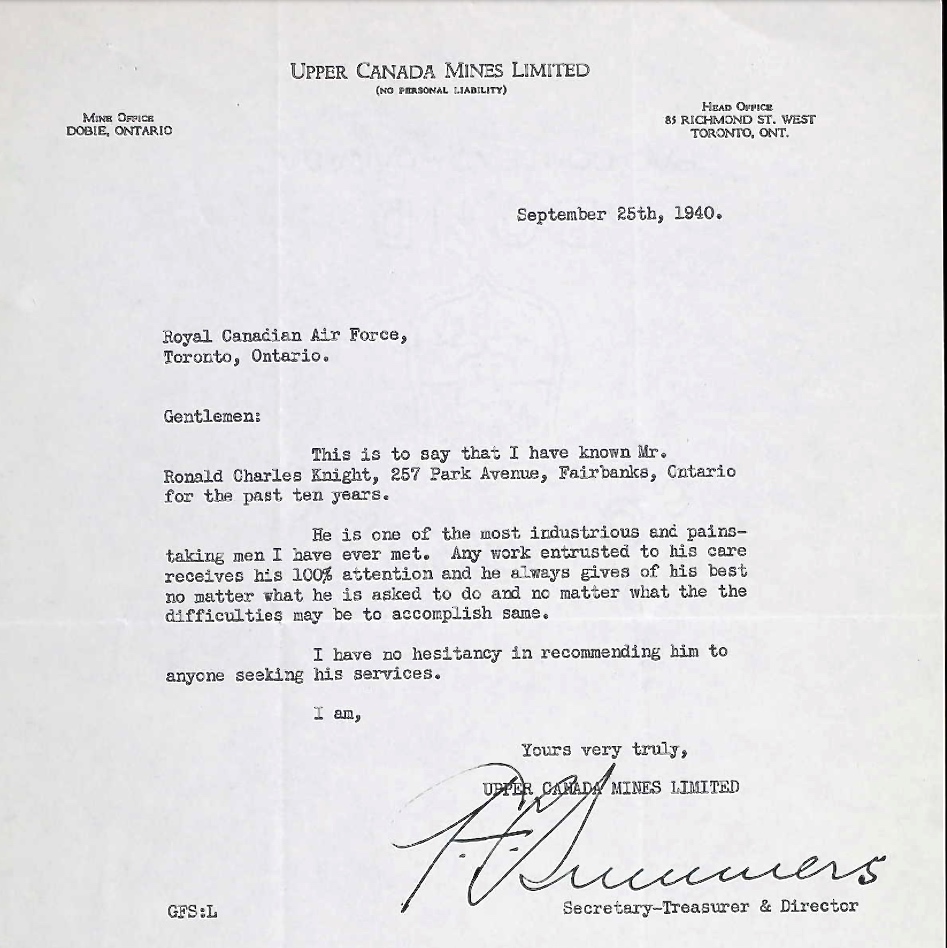 UPPER CANADA MINES LIMITED
(NO PERSONAL LIABILITY)
MINE OFFICE
DOBIE, ONTARIO
HEAD OFFICE
85 RICHMOND ST. WEST
TORONTO, ONT.
September 25th, 1940.
Royal Canadian Air Force,
Toronto, Ontario.
Gentlemen:
This is to say that I have known Mr.
Ronald Charles Knight, 257 Park Avenue, Fairbanks, Ontario
for the past ten years.
He is one of the most industrious and pains-
taking men I have ever met. Any work entrusted to his care
receives his 100% attention and he always gives of his best
no matter what he is asked to do and no matter what the the
difficulties may be to accomplish same.
I have no hesitancy in recommending him to
anyone seeking his services.
I am,
Yours very truly,
UPPER CANADA MINES LIMITED
Summers
Secretary-Treasurer & Director
GFS:L